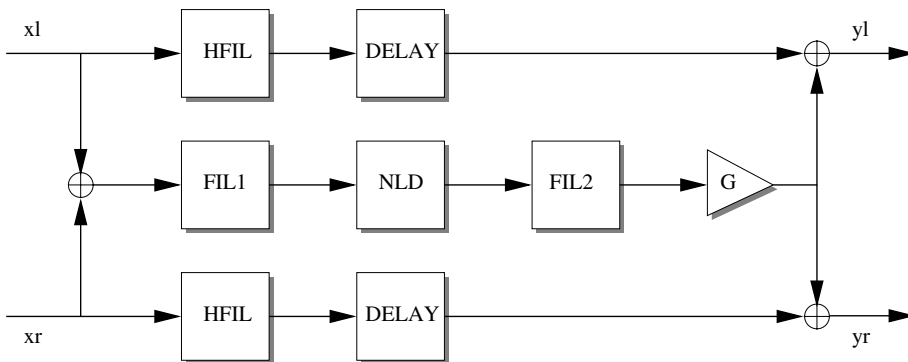 xl
HFIL
DELAY
yl
FIL1
NLD
FIL2
G
HFIL
DELAY
xr
yr